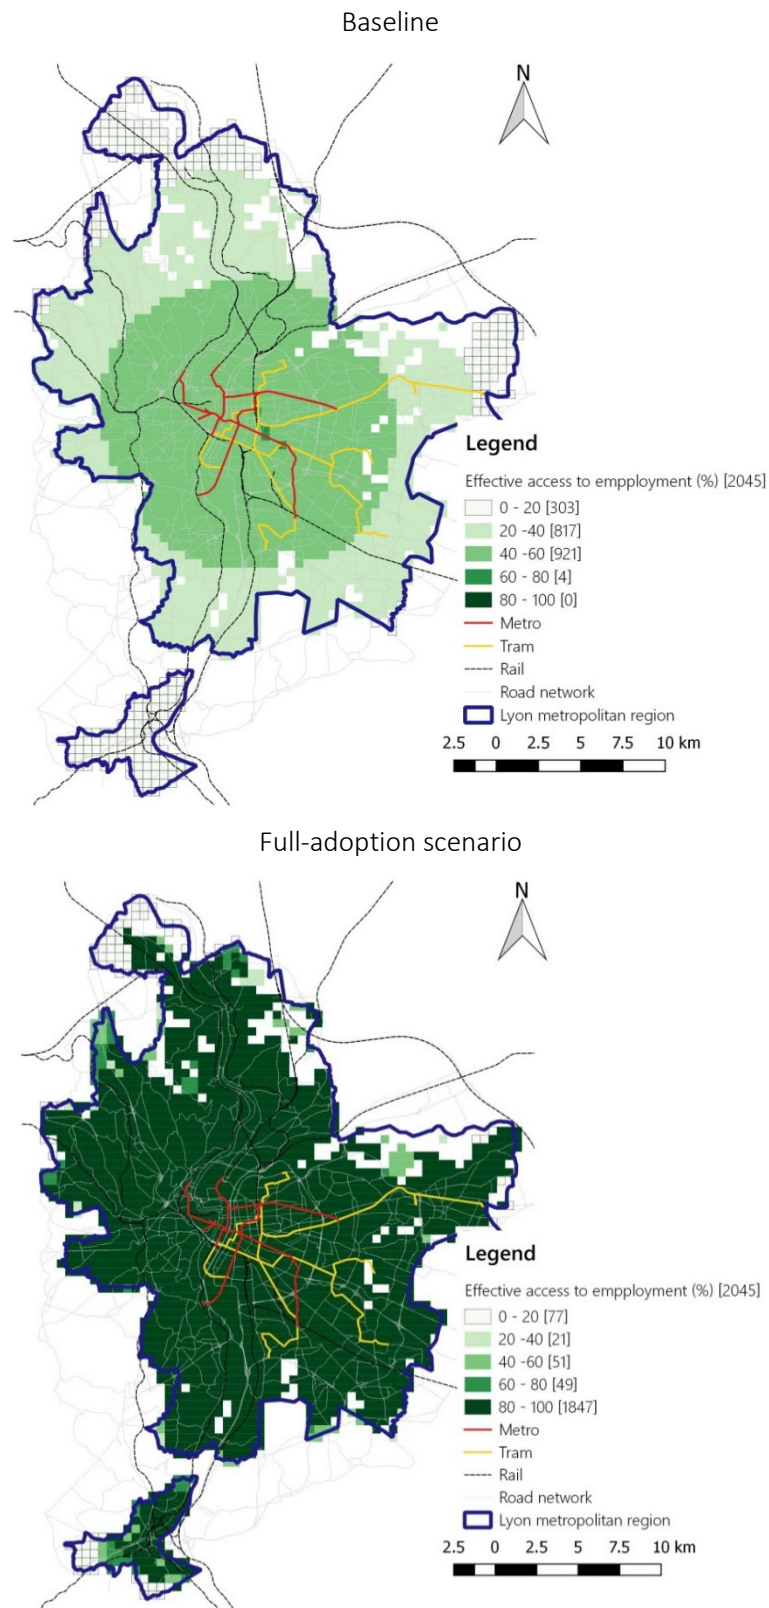 Baseline
N
Legend
Effective access to empployment (%) [2045]
0 - 20 [303]
20 -40 [817]
40 -60 [921]
60 - 80 [4]
80 - 100 [0]
Metro
Tram
Rail
Road network
Lyon metropolitan region
2.5 0 2.5 5 7.5 10 km
Full-adoption scenario
N
Legend
Effective access to empployment (%) [2045]
0 - 20 [77]
20 -40 [21]
40 -60 [51]
60 - 80 [49]
80 - 100 [1847]
Metro
Tram
Rail
Road network
Lyon metropolitan region
2.5 0 2.5 5 7.5 10 km